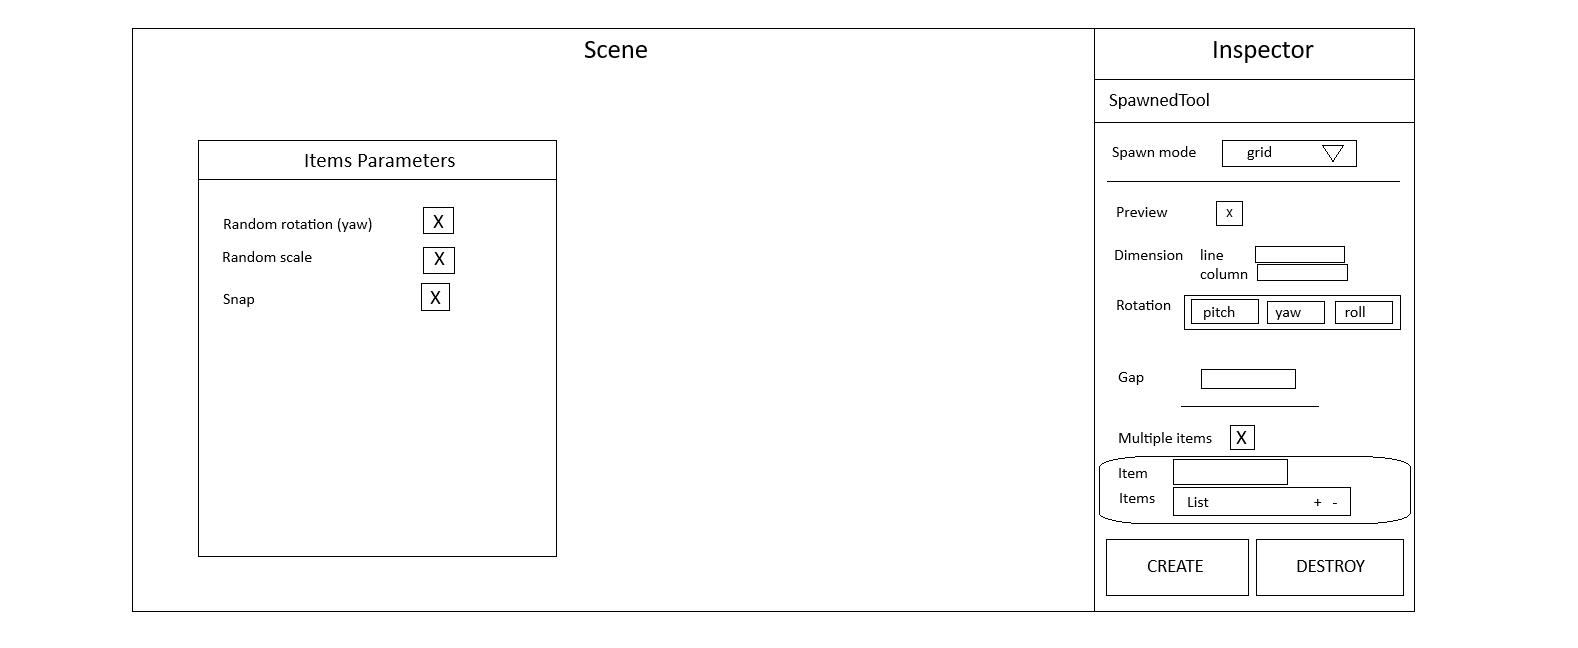 Scene
Items Parameters
Random rotation (yaw) X
Random scale X
Snap X
Inspector
SpawnedTool
Spawn mode grid
Preview x
Dimension line
column
Rotation pitch yaw roll
Gap
Multiple items X
Item
Items List + -
CREATE DESTROY